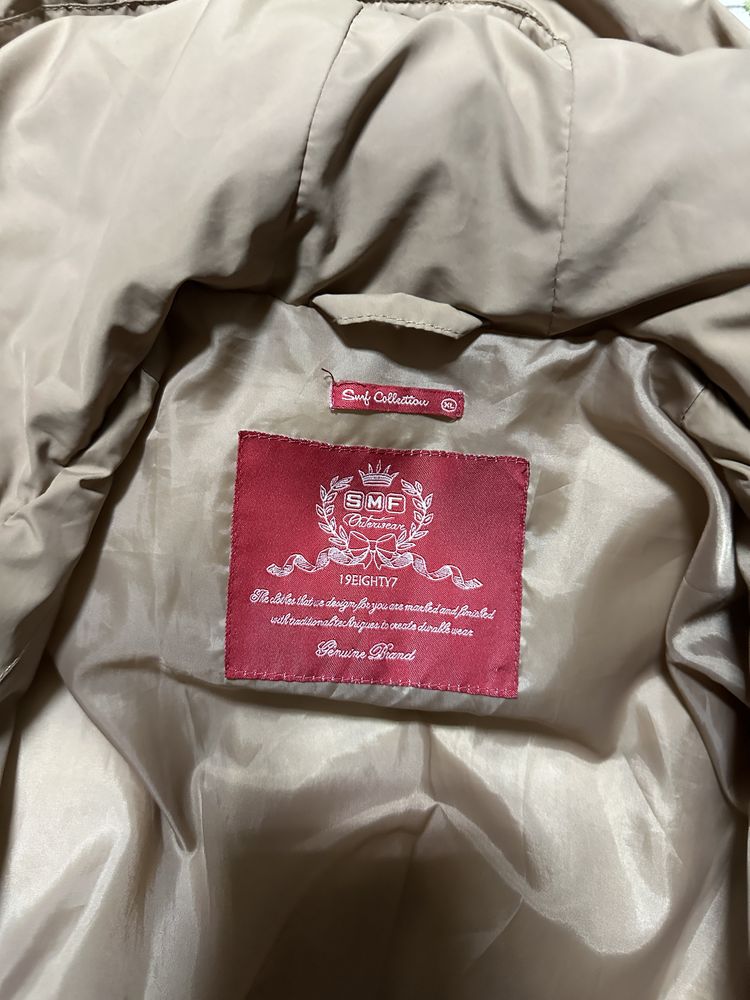 Smf Collection XL
SMF
Outerwear
19EIGHTY7
The clothes that we design for you are marked and finished
with traditional techniques to create durable wear
Genuine Brand